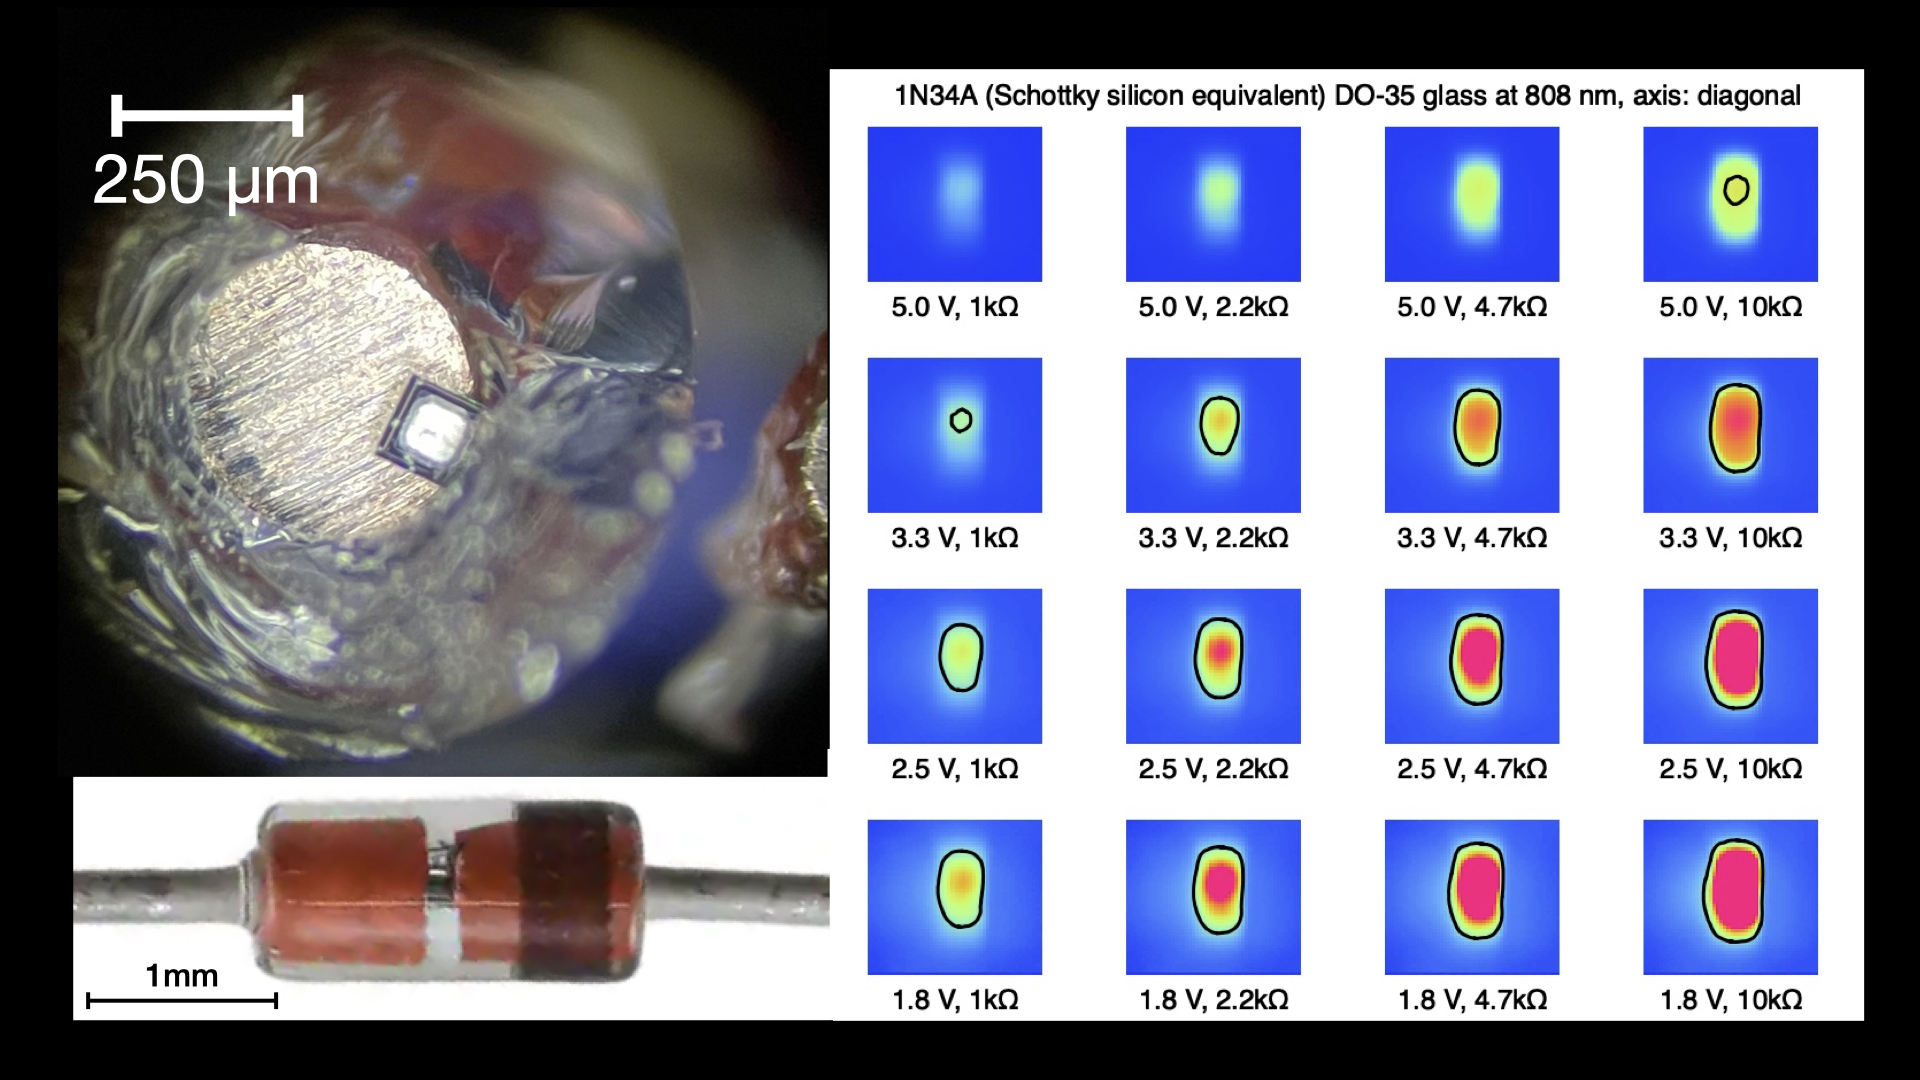 250 µm
1mm
1N34A (Schottky silicon equivalent) DO-35 glass at 808 nm, axis: diagonal
5.0 V, 1kΩ
5.0 V, 2.2kΩ
5.0 V, 4.7kΩ
5.0 V, 10kΩ
3.3 V, 1kΩ
3.3 V, 2.2kΩ
3.3 V, 4.7kΩ
3.3 V, 10kΩ
2.5 V, 1kΩ
2.5 V, 2.2kΩ
2.5 V, 4.7kΩ
2.5 V, 10kΩ
1.8 V, 1kΩ
1.8 V, 2.2kΩ
1.8 V, 4.7kΩ
1.8 V, 10kΩ